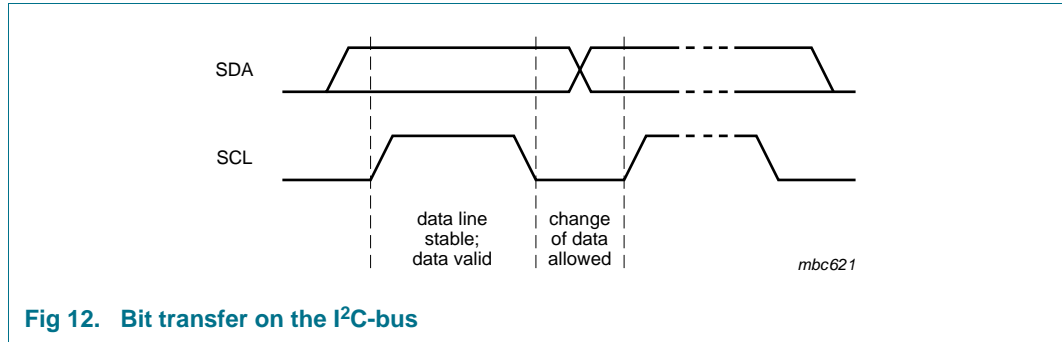 SDA
SCL
data line
stable;
data valid
change
of data
allowed
mbc621
Fig 12. Bit transfer on the I²C-bus